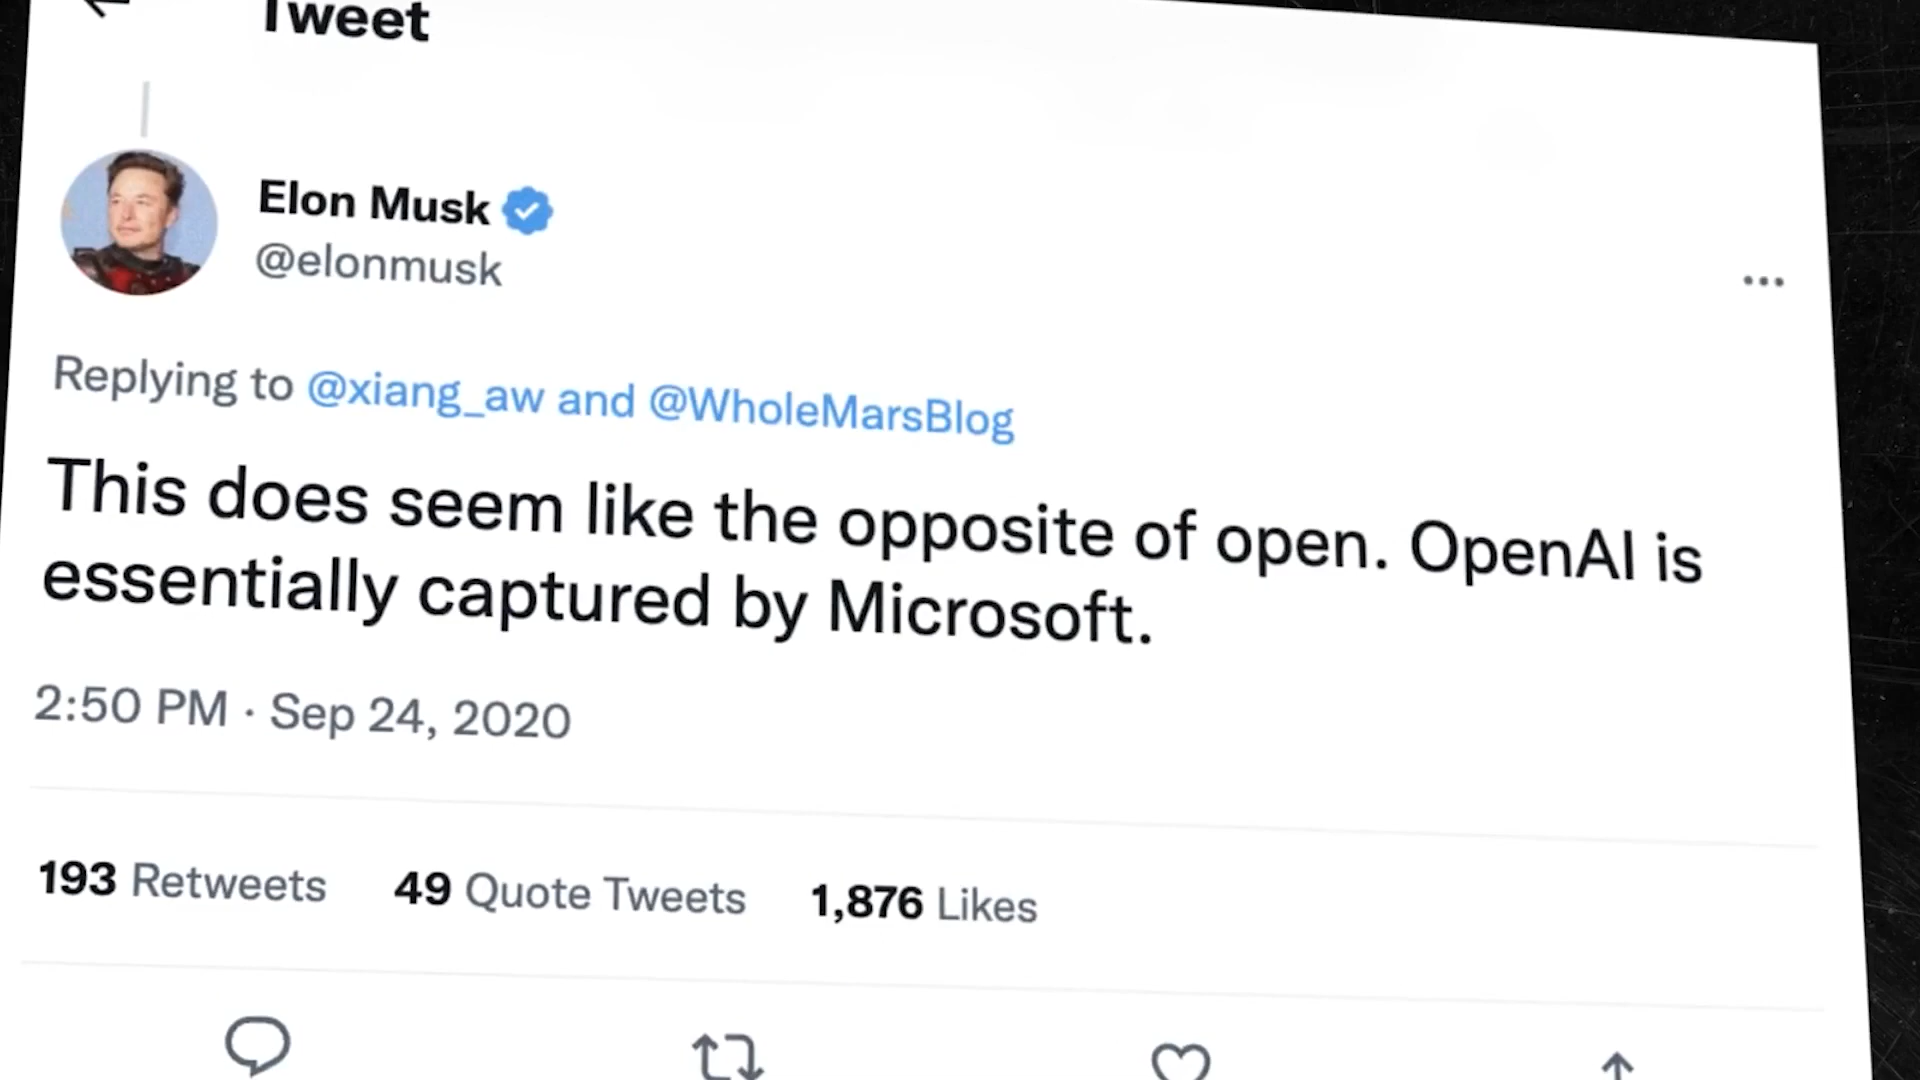 Tweet
Elon Musk
@elonmusk
Replying to @xiang_aw and @WholeMarsBlog
This does seem like the opposite of open. OpenAI is
essentially captured by Microsoft.
2:50 PM · Sep 24, 2020
193 Retweets 49 Quote Tweets 1,876 Likes